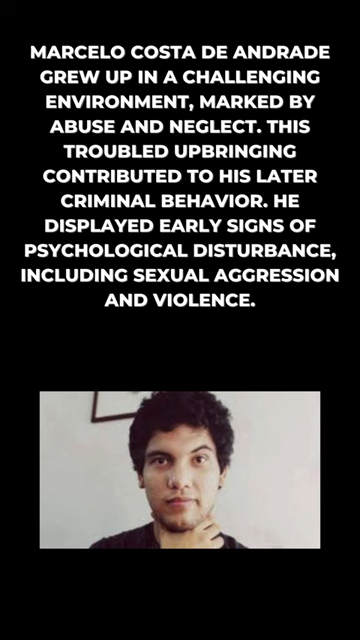 MARCELO COSTA DE ANDRADE
GREW UP IN A CHALLENGING
ENVIRONMENT, MARKED BY
ABUSE AND NEGLECT. THIS
TROUBLED UPBRINGING
CONTRIBUTED TO HIS LATER
CRIMINAL BEHAVIOR. HE
DISPLAYED EARLY SIGNS OF
PSYCHOLOGICAL DISTURBANCE,
INCLUDING SEXUAL AGGRESSION
AND VIOLENCE.